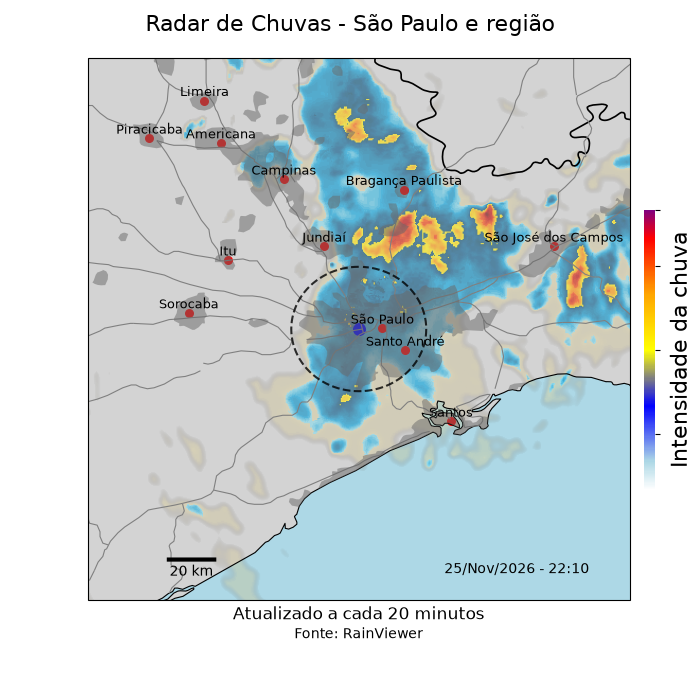 Radar de Chuvas - São Paulo e região
Limeira
Piracicaba
Americana
Campinas
Bragança Paulista
Jundiaí
São José dos Campos
Itu
Sorocaba
São Paulo
Santo André
Santos
Intensidade da chuva
20 km
25/Nov/2026 - 22:10
Atualizado a cada 20 minutos
Fonte: RainViewer